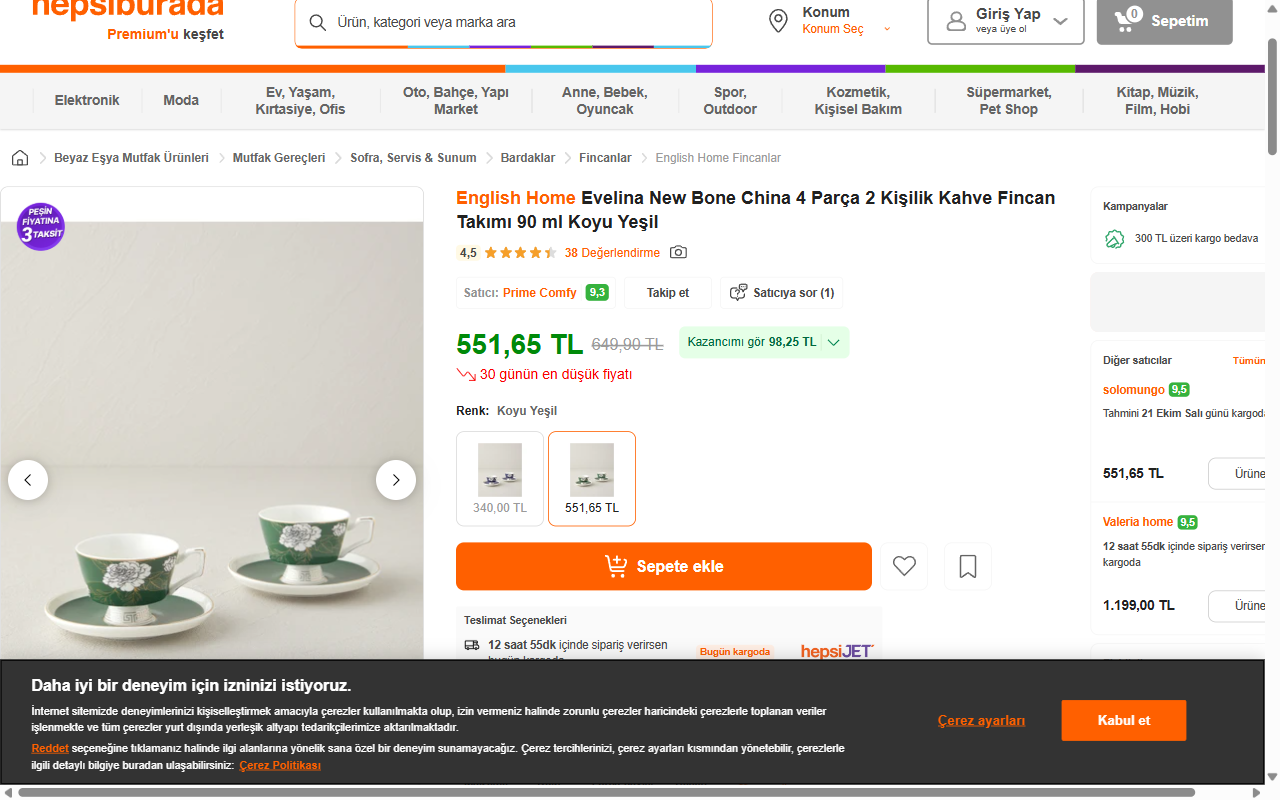 hepsiburada
Premium'u keşfet
Ürün, kategori veya marka ara
Konum
Konum Seç
Giriş Yap
veya üye ol
0
Sepetim
Elektronik
Moda
Ev, Yaşam,
Kırtasiye, Ofis
Oto, Bahçe, Yapı
Market
Anne, Bebek,
Oyuncak
Spor,
Outdoor
Kozmetik,
Kişisel Bakım
Süpermarket,
Pet Shop
Kitap, Müzik,
Film, Hobi
Beyaz Eşya Mutfak Ürünleri
Mutfak Gereçleri
Sofra, Servis & Sunum
Bardaklar
Fincanlar
English Home Fincanlar
PEŞİN
FİYATINA
3 TAKSİT
English Home Evelina New Bone China 4 Parça 2 Kişilik Kahve Fincan
Takımı 90 ml Koyu Yeşil
4,5
38 Değerlendirme
Satıcı: Prime Comfy 9,3
Takip et
Satıcıya sor (1)
551,65 TL 649,90 TL
Kazancımı gör 98,25 TL
30 günün en düşük fiyatı
Renk: Koyu Yeşil
340,00 TL
551,65 TL
Sepete ekle
Teslimat Seçenekleri
12 saat 55dk içinde sipariş verirsen
bugün kargoda
Bugün kargoda
hepsiJET
Kampanyalar
300 TL üzeri kargo bedava
Diğer satıcılar
Tümün
solomungo 9,5
Tahmini 21 Ekim Salı günü kargoda
551,65 TL
Ürüne
Valeria home 9,5
12 saat 55dk içinde sipariş verirsen
kargoda
1.199,00 TL
Ürüne
Daha iyi bir deneyim için izninizi istiyoruz.
İnternet sitemizde deneyimlerinizi kişiselleştirmek amacıyla çerezler kullanılmakta olup, izin vermeniz halinde zorunlu çerezler haricindeki çerezlerle toplanan veriler
işlenmekte ve tüm çerezler yurt dışında yerleşik altyapı tedarikçilerimize aktarılmaktadır.
Reddet seçeneğine tıklamanız halinde ilgi alanlarına yönelik sana özel bir deneyim sunamayacağız. Çerez tercihlerinizi, çerez ayarları kısmından yönetebilir, çerezlerle
ilgili detaylı bilgiye buradan ulaşabilirsiniz: Çerez Politikası
Çerez ayarları
Kabul et